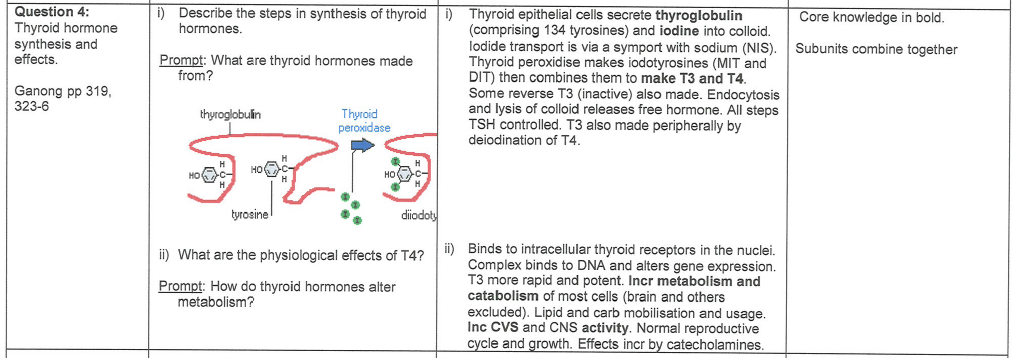 Question 4:
Thyroid hormone
synthesis and
effects.
Ganong pp 319,
323-6
i) Describe the steps in synthesis of thyroid
hormones.
Prompt: What are thyroid hormones made
from?
thyroglobulin
Thyroid
peroxidase
HO
H
C
H
HO
H
C
H
HO
H
C
H
tyrosine
diiodoty
ii) What are the physiological effects of T4?
Prompt: How do thyroid hormones alter
metabolism?
i) Thyroid epithelial cells secrete thyroglobulin
(comprising 134 tyrosines) and iodine into colloid.
Iodide transport is via a symport with sodium (NIS).
Thyroid peroxidise makes iodotyrosines (MIT and
DIT) then combines them to make T3 and T4.
Some reverse T3 (inactive) also made. Endocytosis
and lysis of colloid releases free hormone. All steps
TSH controlled. T3 also made peripherally by
deiodination of T4.
ii) Binds to intracellular thyroid receptors in the nuclei.
Complex binds to DNA and alters gene expression.
T3 more rapid and potent. Incr metabolism and
catabolism of most cells (brain and others
excluded). Lipid and carb mobilisation and usage.
Inc CVS and CNS activity. Normal reproductive
cycle and growth. Effects incr by catecholamines.
Core knowledge in bold.
Subunits combine together